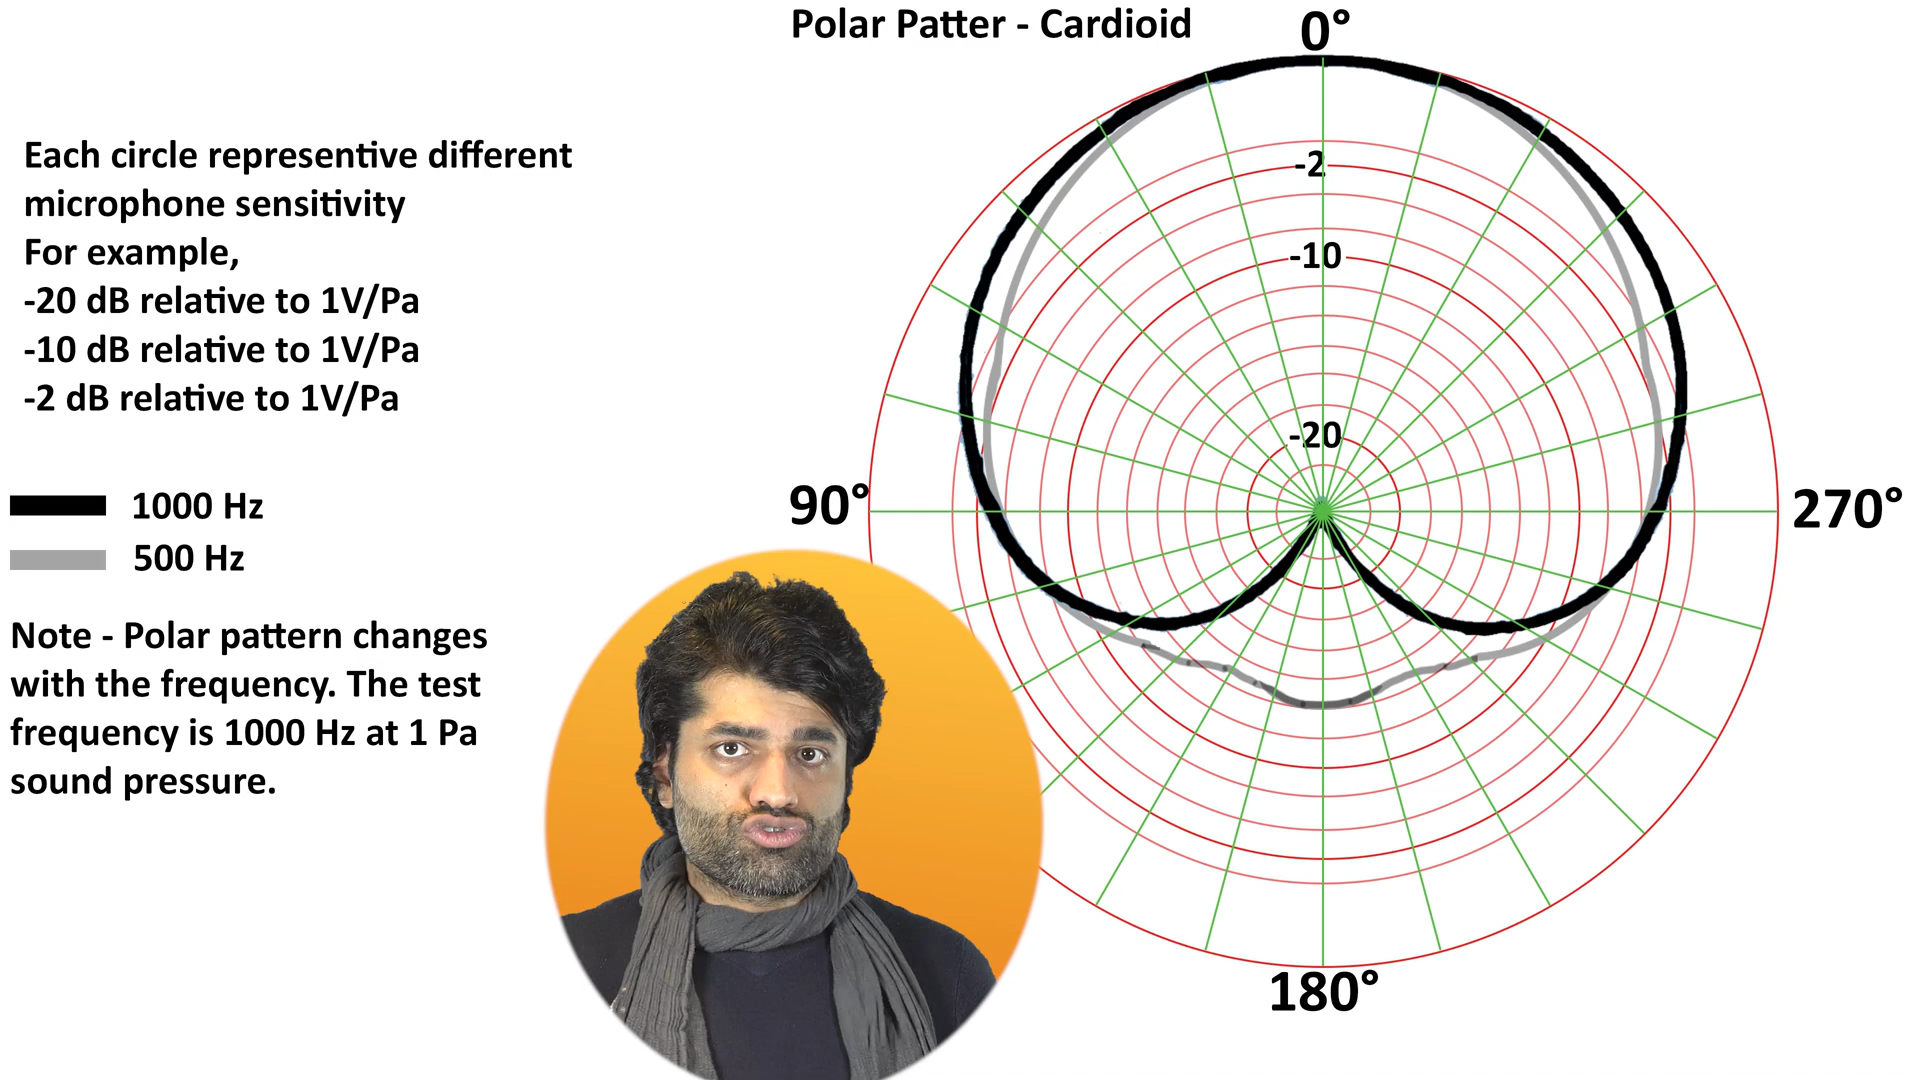 Polar Patter - Cardioid
0°
Each circle representive different
microphone sensitivity
For example,
-20 dB relative to 1V/Pa
-10 dB relative to 1V/Pa
-2 dB relative to 1V/Pa
-2
-10
-20
90°
270°
180°
1000 Hz
500 Hz
Note - Polar pattern changes
with the frequency. The test
frequency is 1000 Hz at 1 Pa
sound pressure.